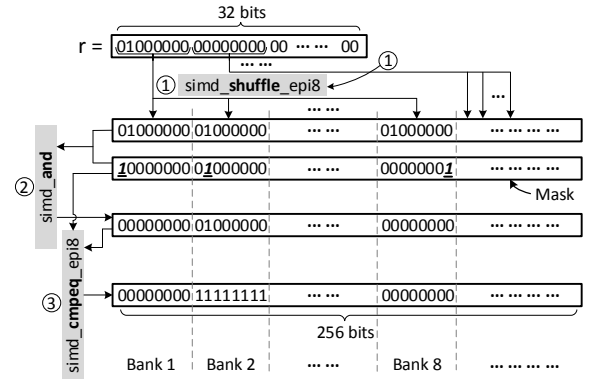 32 bits
r = 01000000 00000000 00 ··· ··· 00
··· ···
① simd_shuffle_epi8 ①
···
··· ···
01000000 01000000 ··· ··· 01000000 ··· ··· ··· ···
10000000 01000000 ··· ··· 00000001 ··· ··· ··· ···
② simd_and
Mask
00000000 01000000 ··· ··· 00000000 ··· ··· ··· ···
③ simd_cmpeq_epi8
00000000 11111111 ··· ··· 00000000 ··· ··· ··· ···
256 bits
Bank 1 Bank 2 ··· ··· Bank 8 ··· ··· ··· ···